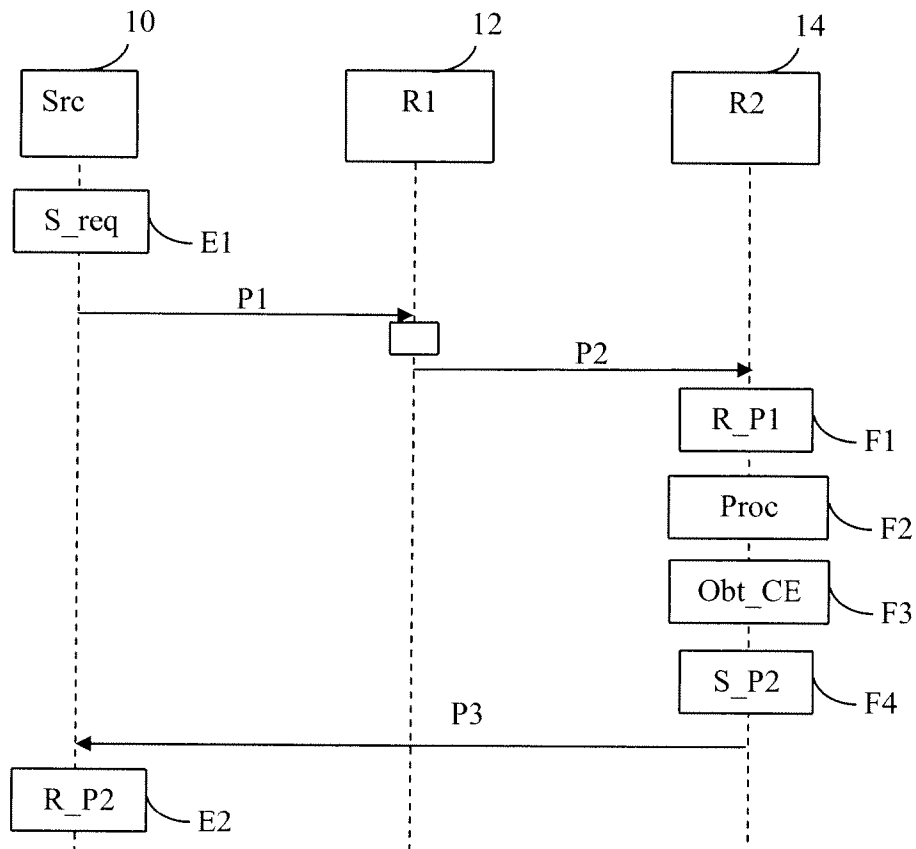 10
12
14
Src
R1
R2
S_req
E1
P1
P2
R_P1
F1
Proc
F2
Obt_CE
F3
S_P2
F4
P3
R_P2
E2